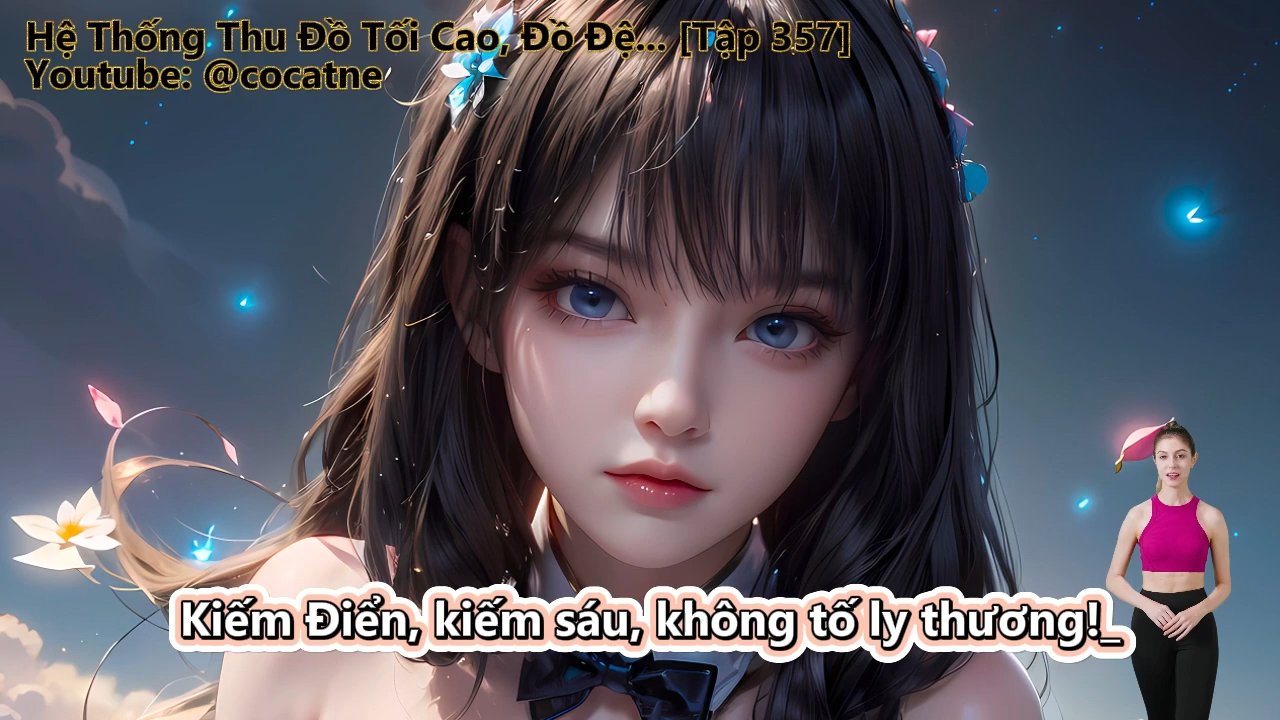 Hệ Thống Thu Đồ Tối Cao, Đồ Đệ... [Tập 357]
Youtube: @cocatne
Kiếm Điển, kiếm sáu, không tố ly thương!_